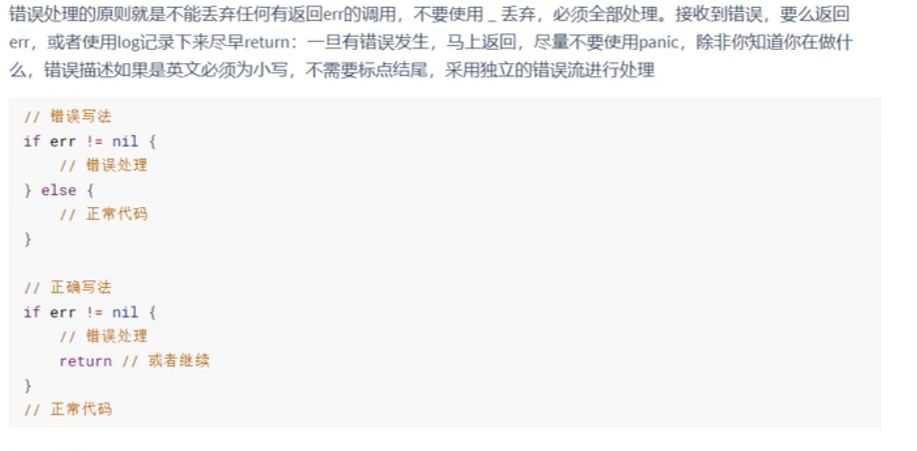 错误处理的原则就是不能丢弃任何有返回err的调用，不要使用 _ 丢弃，必须全部处理。接收到错误，要么返回
err，或者使用log记录下来尽早return：一旦有错误发生，马上返回，尽量不要使用panic，除非你知道你在做什
么，错误描述如果是英文必须为小写，不需要标点结尾，采用独立的错误流进行处理
// 错误写法
if err != nil {
    // 错误处理
} else {
    // 正常代码
}
// 正确写法
if err != nil {
    // 错误处理
    return // 或者继续
}
// 正常代码